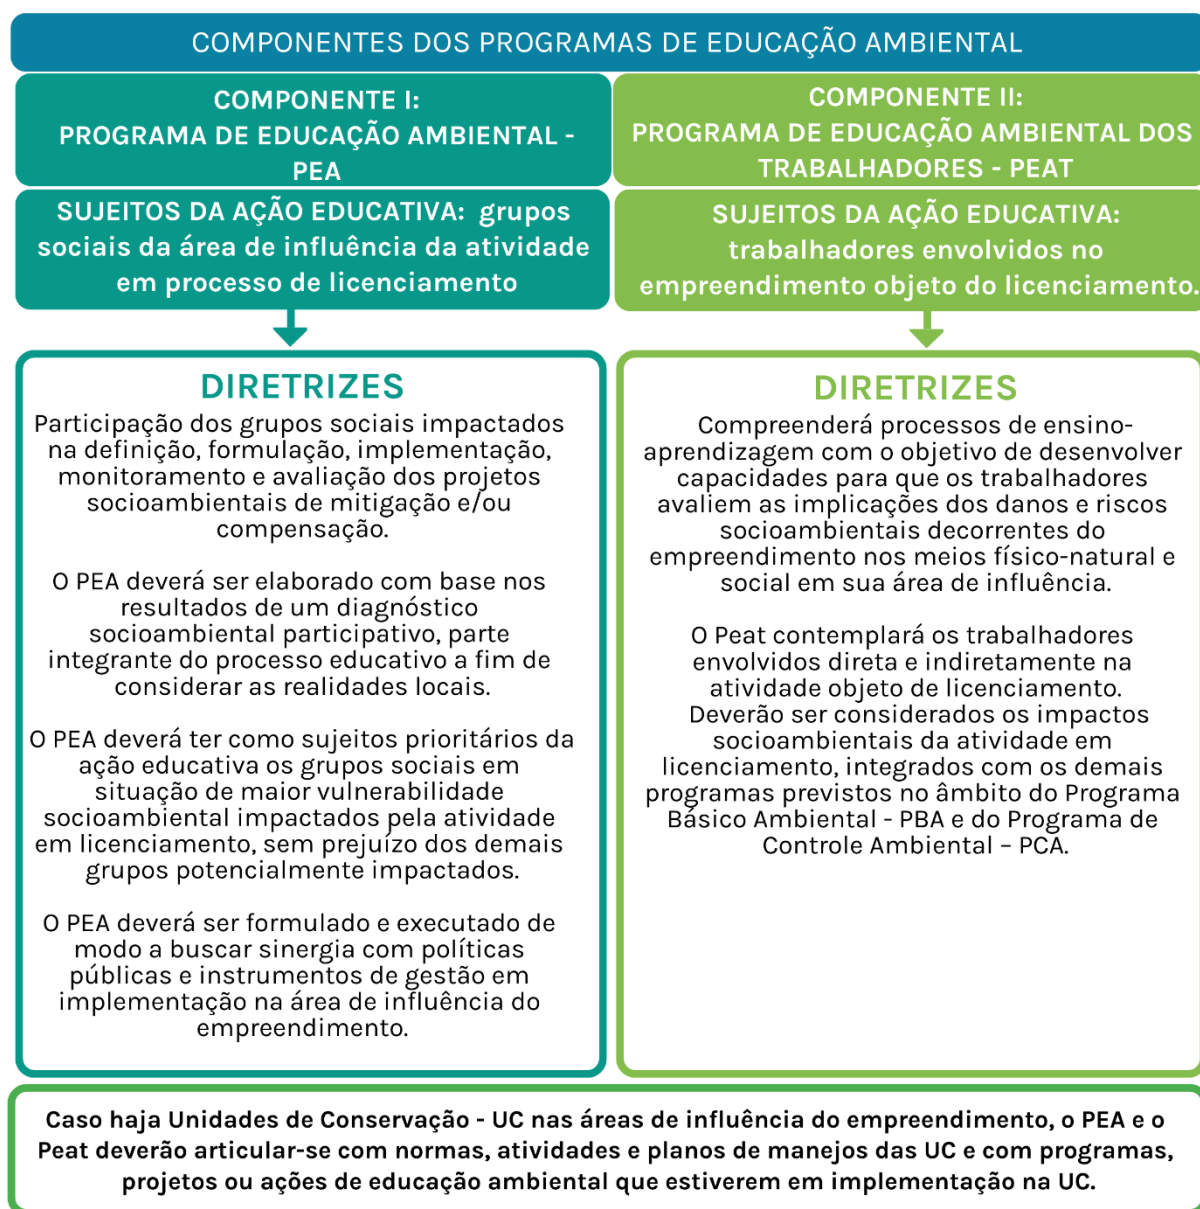 COMPONENTES DOS PROGRAMAS DE EDUCAÇÃO AMBIENTAL
COMPONENTE I:
PROGRAMA DE EDUCAÇÃO AMBIENTAL -
PEA
SUJEITOS DA AÇÃO EDUCATIVA: grupos
sociais da área de influência da atividade
em processo de licenciamento
DIRETRIZES
Participação dos grupos sociais impactados
na definição, formulação, implementação,
monitoramento e avaliação dos projetos
socioambientais de mitigação e/ou
compensação.
O PEA deverá ser elaborado com base nos
resultados de um diagnóstico
socioambiental participativo, parte
integrante do processo educativo a fim de
considerar as realidades locais.
O PEA deverá ter como sujeitos prioritários da
ação educativa os grupos sociais em
situação de maior vulnerabilidade
socioambiental impactados pela atividade
em licenciamento, sem prejuízo dos demais
grupos potencialmente impactados.
O PEA deverá ser formulado e executado de
modo a buscar sinergia com políticas
públicas e instrumentos de gestão em
implementação na área de influência do
empreendimento.
COMPONENTE II:
PROGRAMA DE EDUCAÇÃO AMBIENTAL DOS
TRABALHADORES - PEAT
SUJEITOS DA AÇÃO EDUCATIVA:
trabalhadores envolvidos no
empreendimento objeto do licenciamento.
DIRETRIZES
Compreenderá processos de ensino-
aprendizagem com o objetivo de desenvolver
capacidades para que os trabalhadores
avaliem as implicações dos danos e riscos
socioambientais decorrentes do
empreendimento nos meios físico-natural e
social em sua área de influência.
O Peat contemplará os trabalhadores
envolvidos direta e indiretamente na
atividade objeto de licenciamento.
Deverão ser considerados os impactos
socioambientais da atividade em
licenciamento, integrados com os demais
programas previstos no âmbito do Programa
Básico Ambiental - PBA e do Programa de
Controle Ambiental – PCA.
Caso haja Unidades de Conservação - UC nas áreas de influência do empreendimento, o PEA e o
Peat deverão articular-se com normas, atividades e planos de manejos das UC e com programas,
projetos ou ações de educação ambiental que estiverem em implementação na UC.